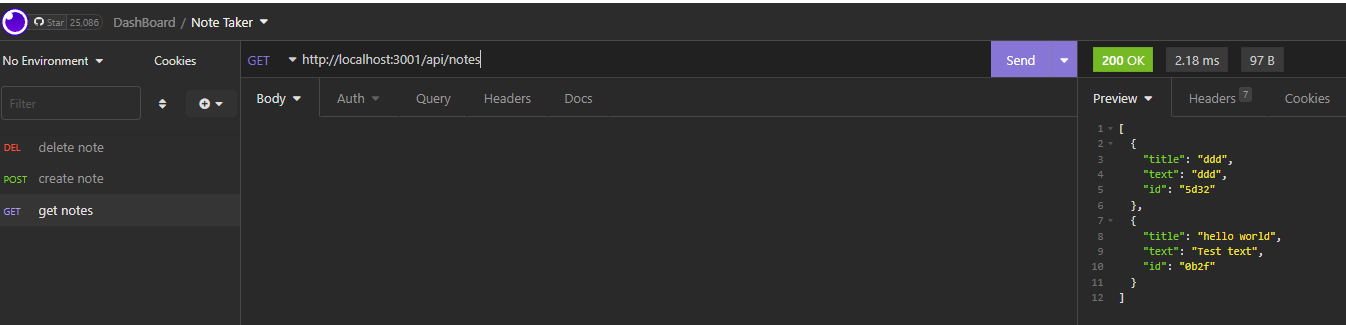 Star 25,086 DashBoard / Note Taker
No Environment Cookies GET http://localhost:3001/api/notes Send 200 OK 2.18 ms 97 B
Filter
Body Auth Query Headers Docs
Preview Headers 7 Cookies
DEL delete note
POST create note
GET get notes
1 [
2 {
3 "title": "ddd",
4 "text": "ddd",
5 "id": "5d32"
6 },
7 {
8 "title": "hello world",
9 "text": "Test text",
10 "id": "0b2f"
11 }
12 ]